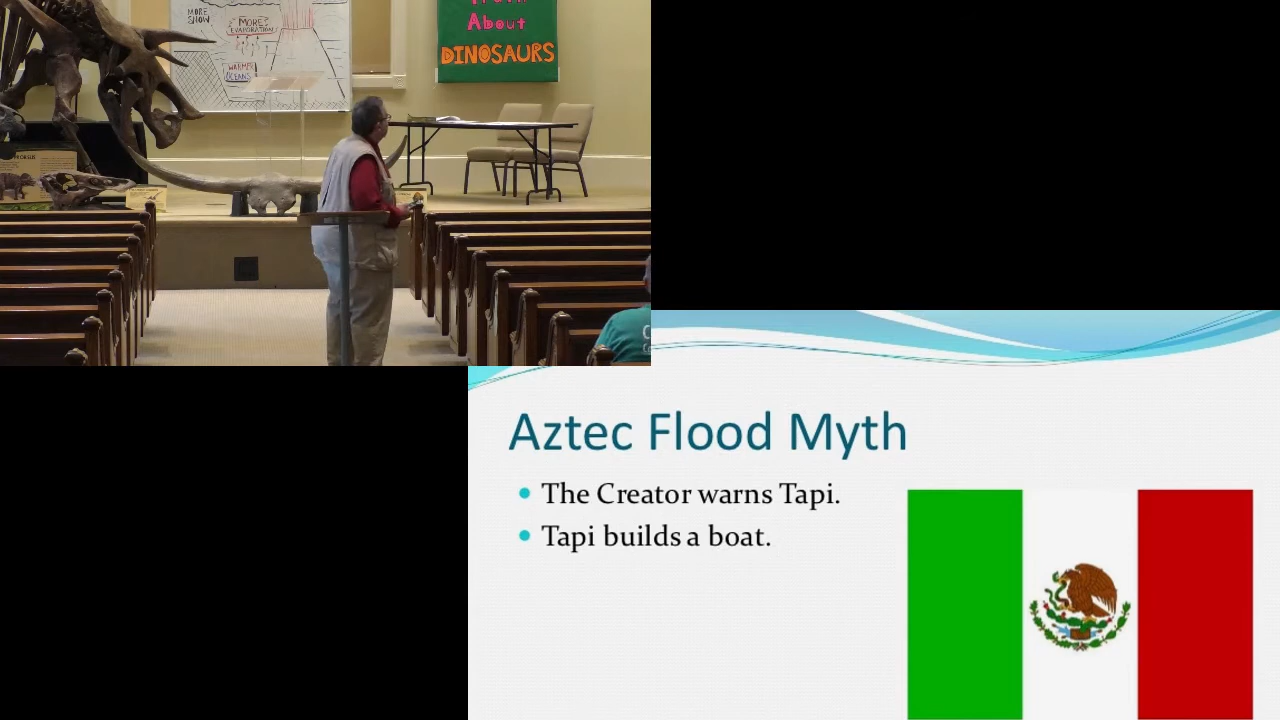 MORE
SNOW
MORE?
EVAPORATION
WARMER
OCEANS
About
DINOSAURS
Aztec Flood Myth
The Creator warns Tapi.
Tapi builds a boat.